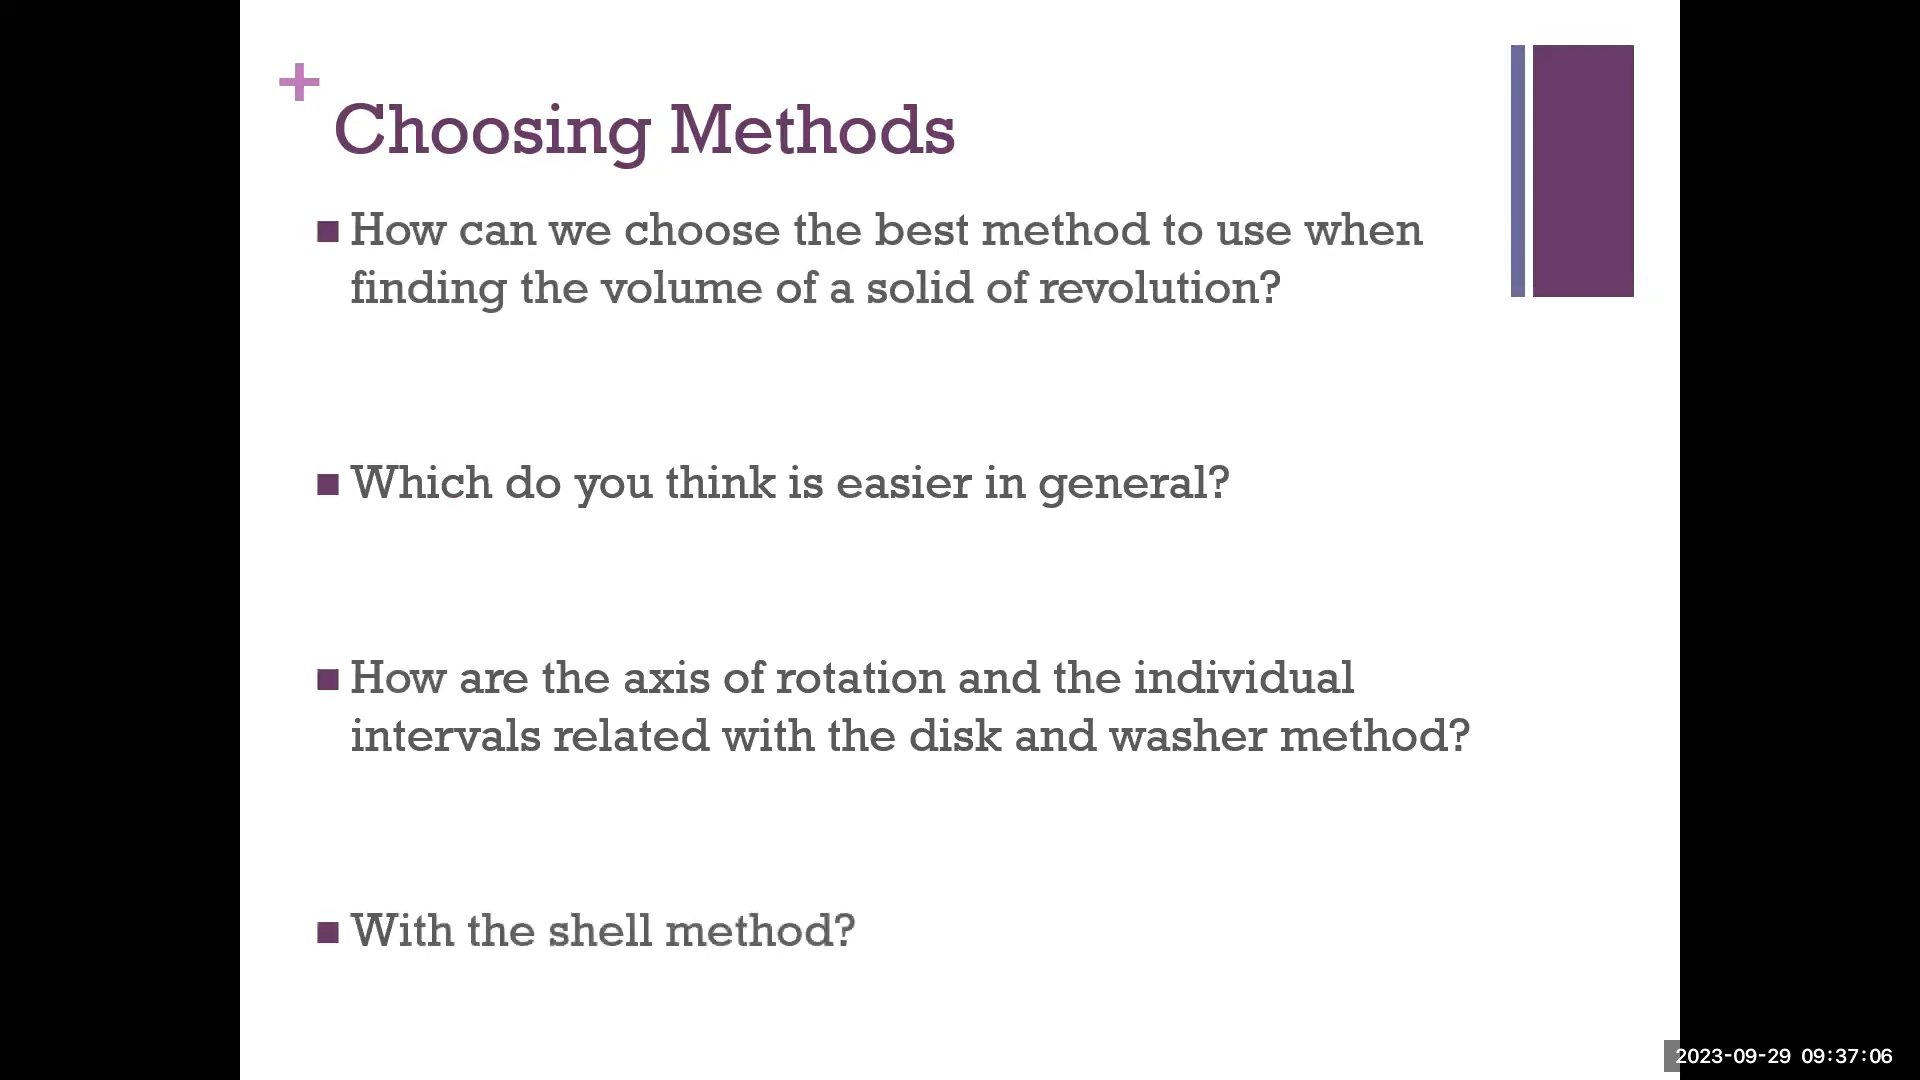 +
Choosing Methods
■ How can we choose the best method to use when
finding the volume of a solid of revolution?
■ Which do you think is easier in general?
■ How are the axis of rotation and the individual
intervals related with the disk and washer method?
■ With the shell method?
2023-09-29 09:37:06